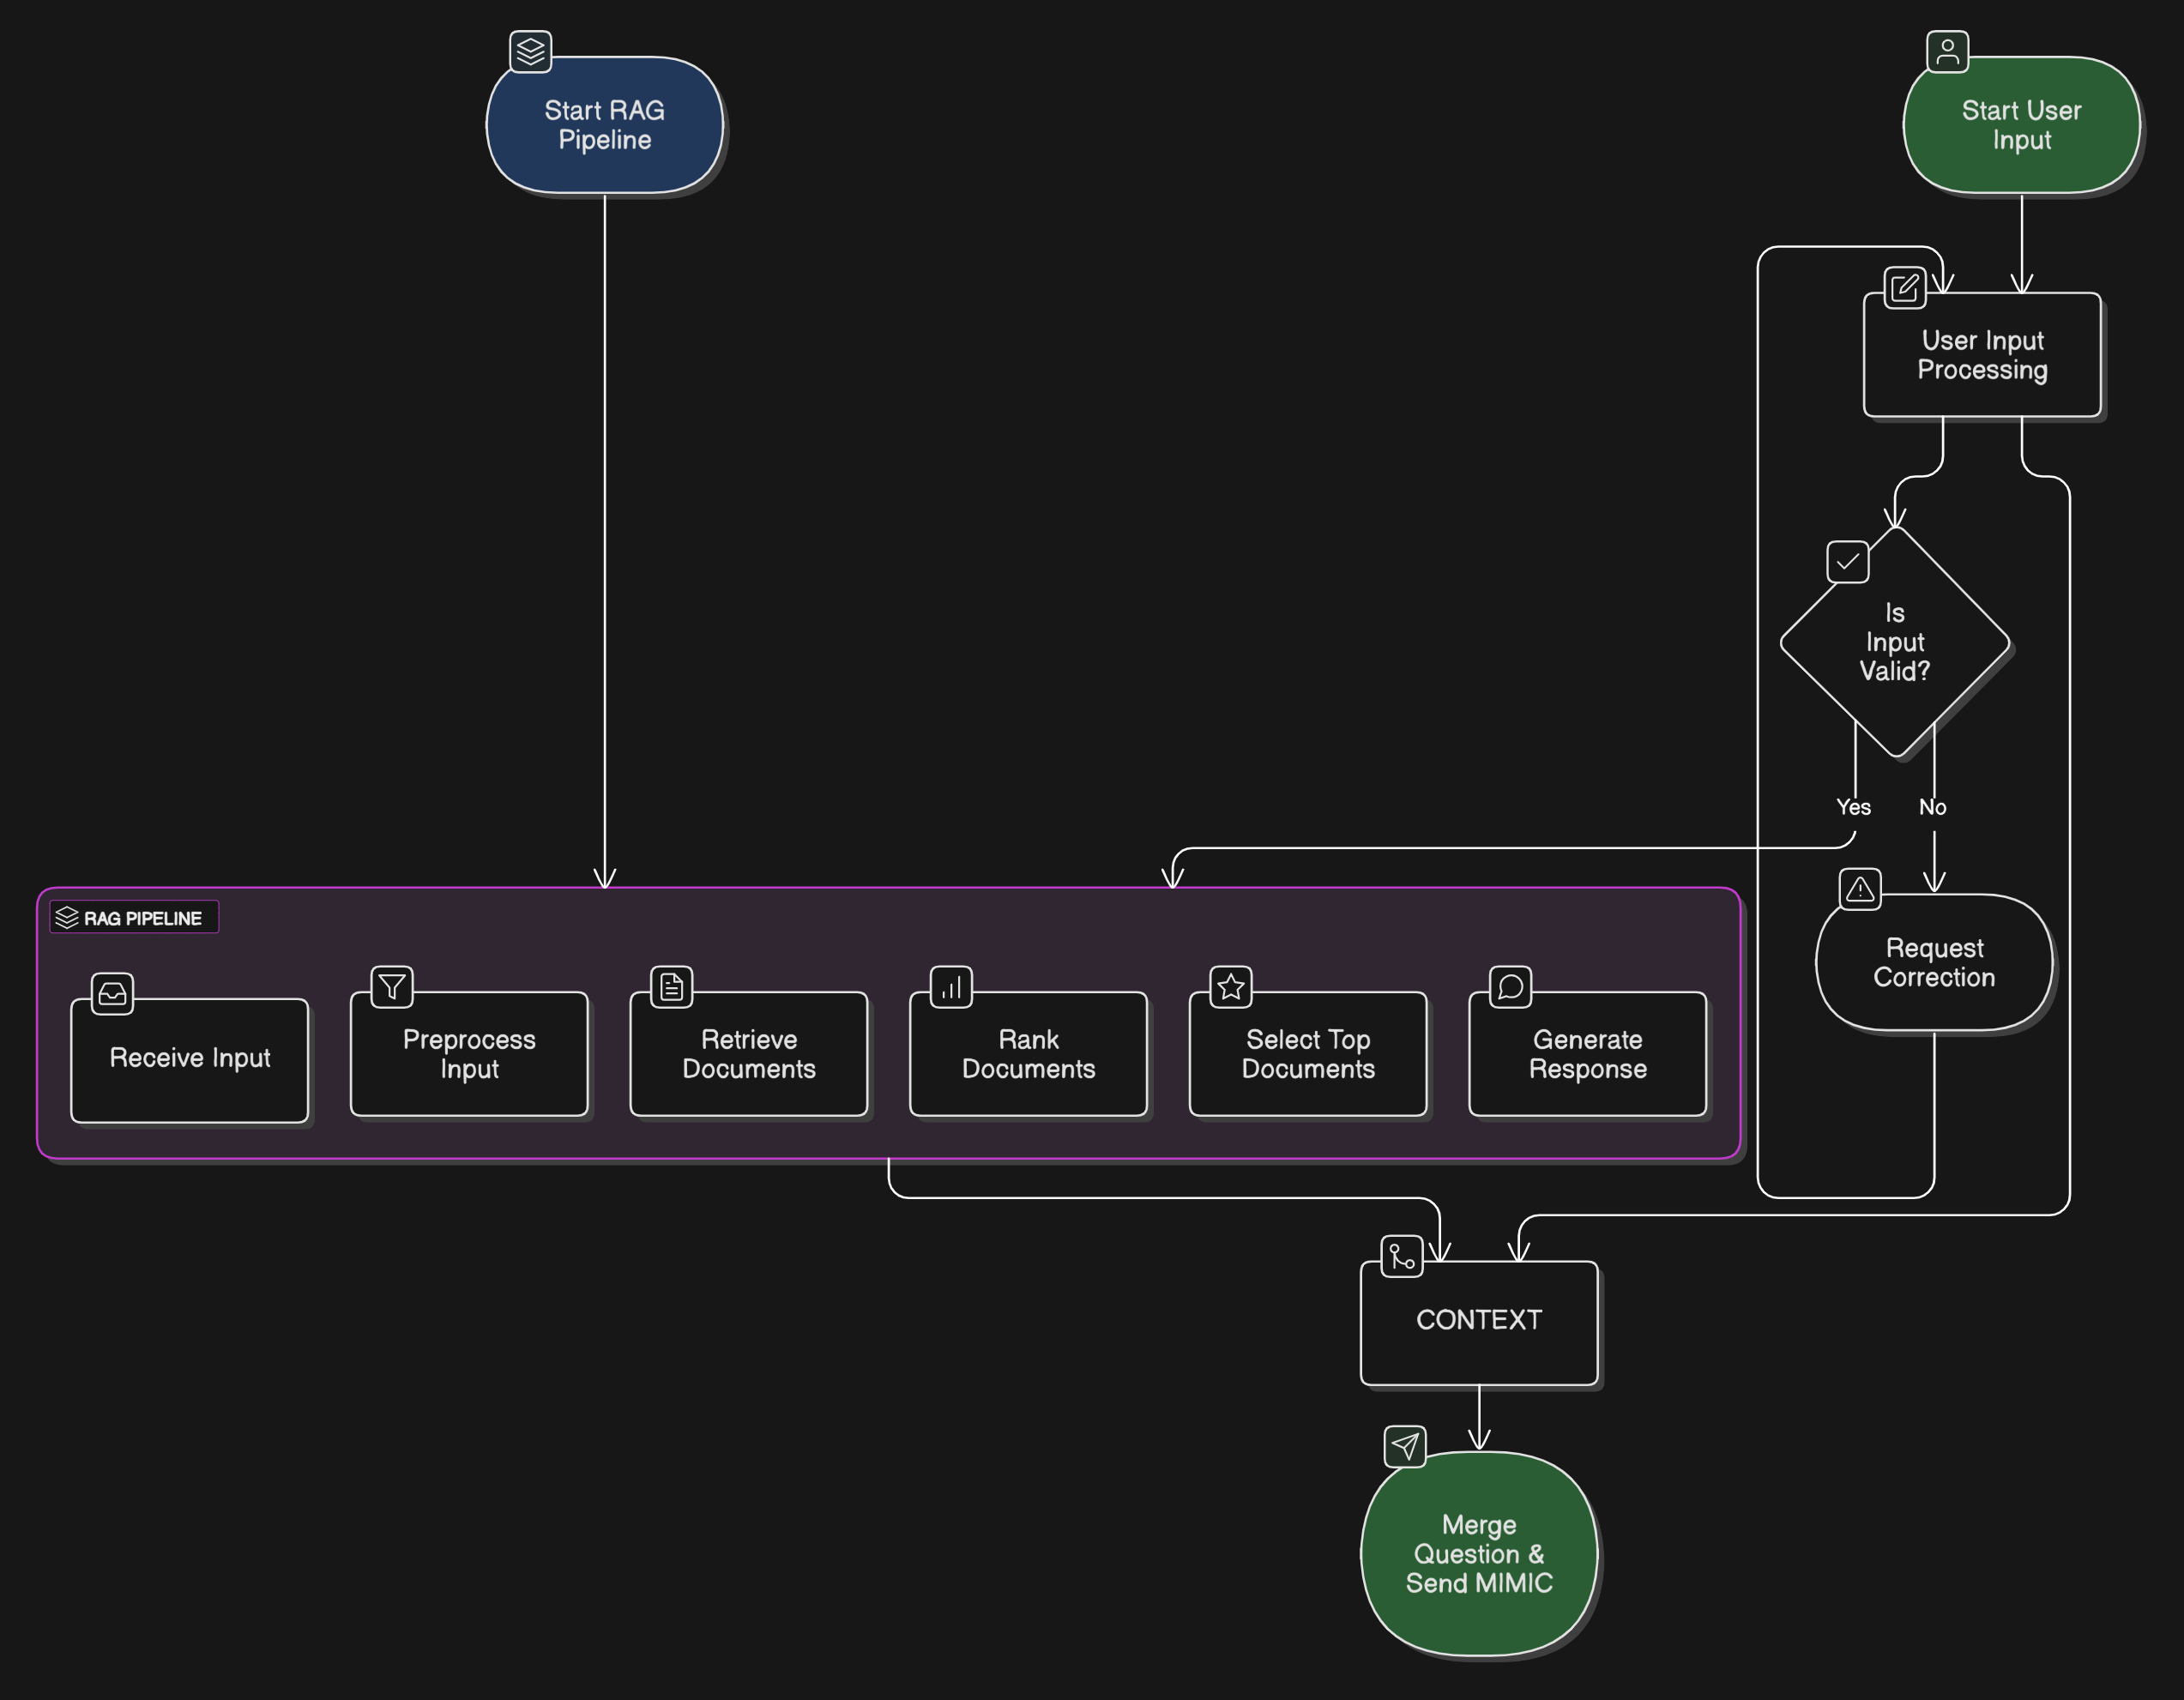 Start RAG
Pipeline
Start User
Input
User Input
Processing
Is
Input
Valid?
Yes
No
RAG PIPELINE
Receive Input
Preprocess
Input
Retrieve
Documents
Rank
Documents
Select Top
Documents
Generate
Response
Request
Correction
CONTEXT
Merge
Question &
Send MIMIC